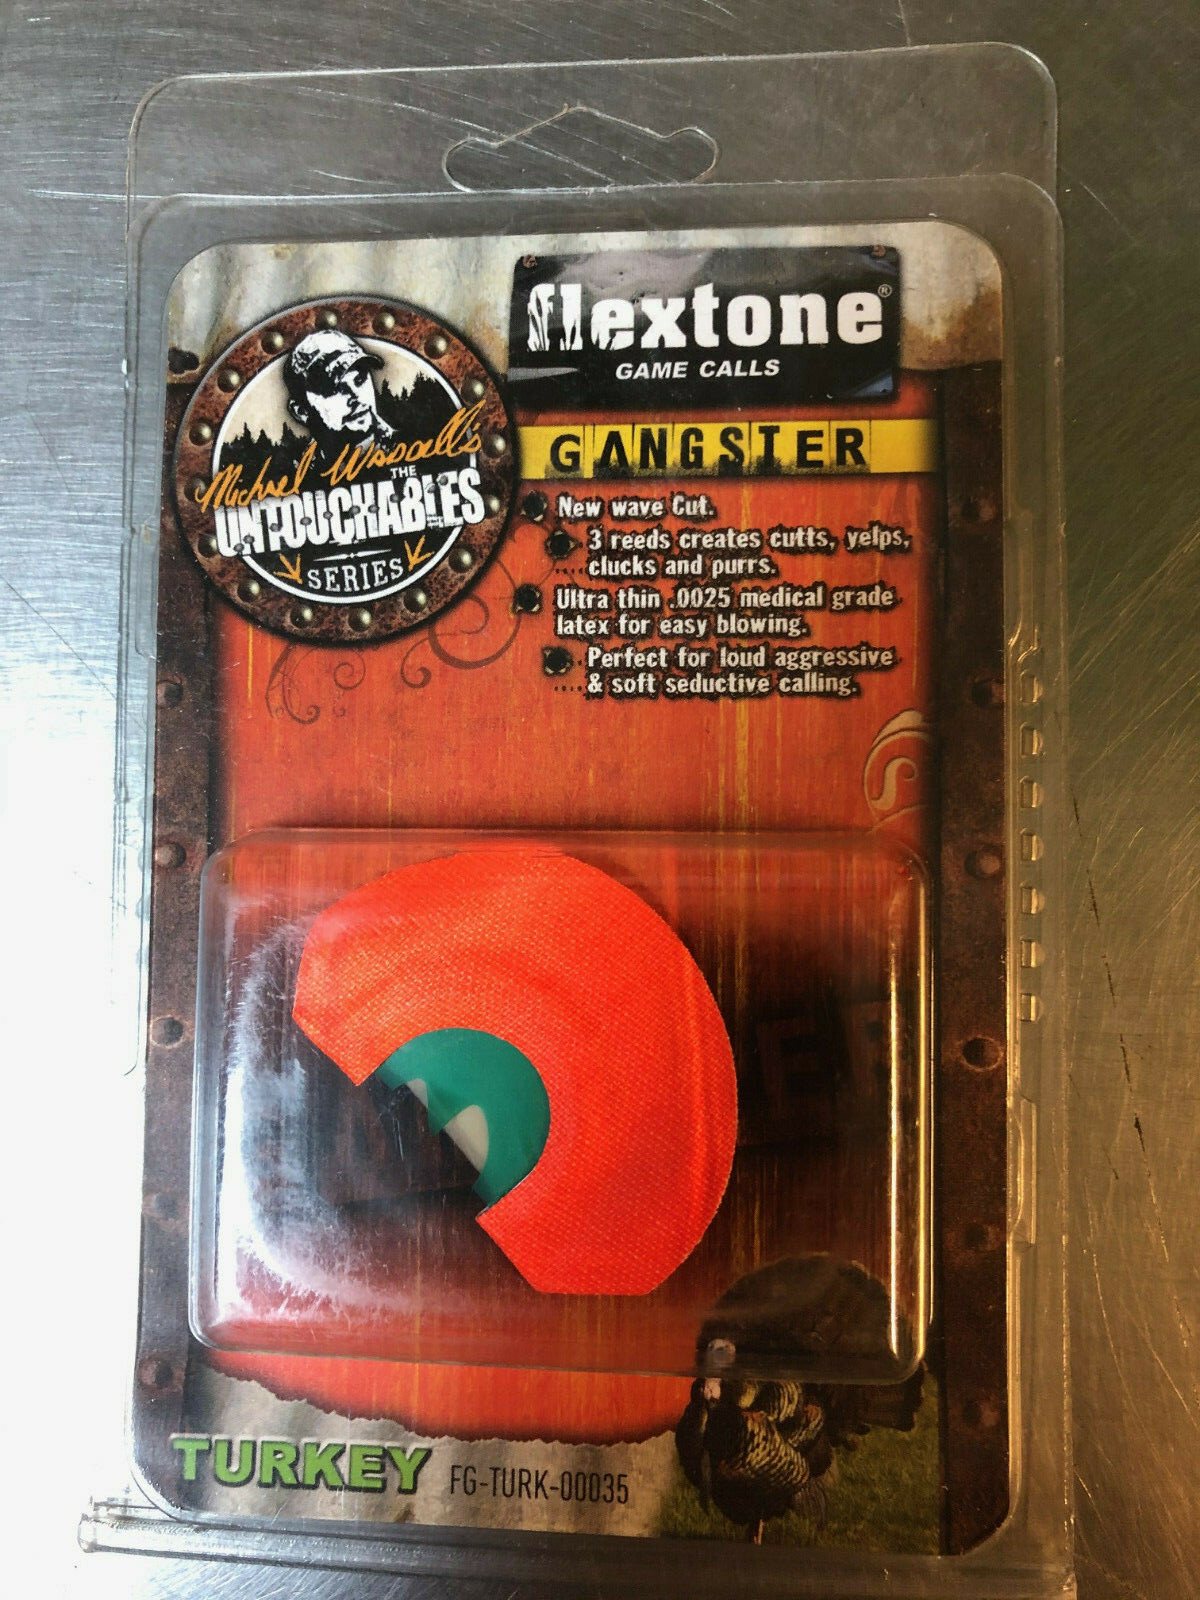 flextone®
GAME CALLS
Michael Waddell's
THE
UNTOUCHABLES
SERIES
GANGSTER
New wave Cut.
3 reeds creates cutts, yelps,
clucks and purrs.
Ultra thin .0025 medical grade
latex for easy blowing.
Perfect for loud aggressive
& soft seductive calling.
TURKEY FG-TURK-00035